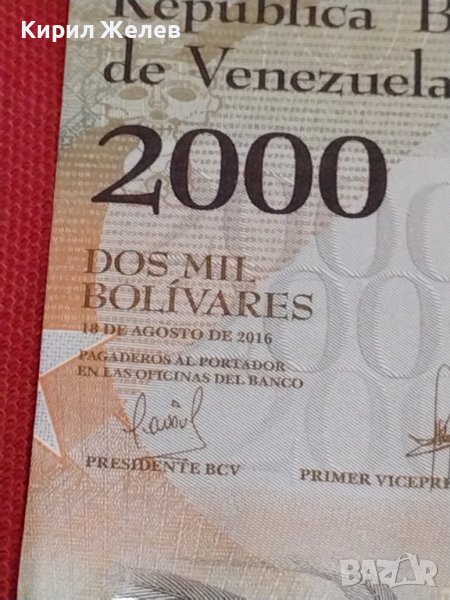 Кирил Желев
República B
de Venezuela
2000
DOS MIL
BOLÍVARES
18 DE AGOSTO DE 2016
PAGADEROS AL PORTADOR
EN LAS OFICINAS DEL BANCO
PRESIDENTE BCV
PRIMER VICEPRE
BAZAR